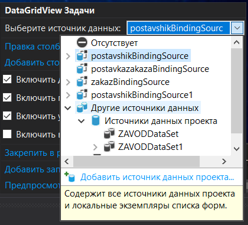 DataGridView Задачи
Выберите источник данных: postavshikBindingSourc
Правка столб
Добавить сто
Включить
Включить
Включить
Включить
Закрепить в р
Добавить зап
Предпросмот
Отсутствует
postavshikBindingSource
postavkazakazaBindingSource
zakazBindingSource
postavshikBindingSource1
Другие источники данных
Источники данных проекта
ZAVODDataSet
ZAVODDataSet1
Добавить источник данных проекта...
Содержит все источники данных проекта
и локальные экземпляры списка форм.